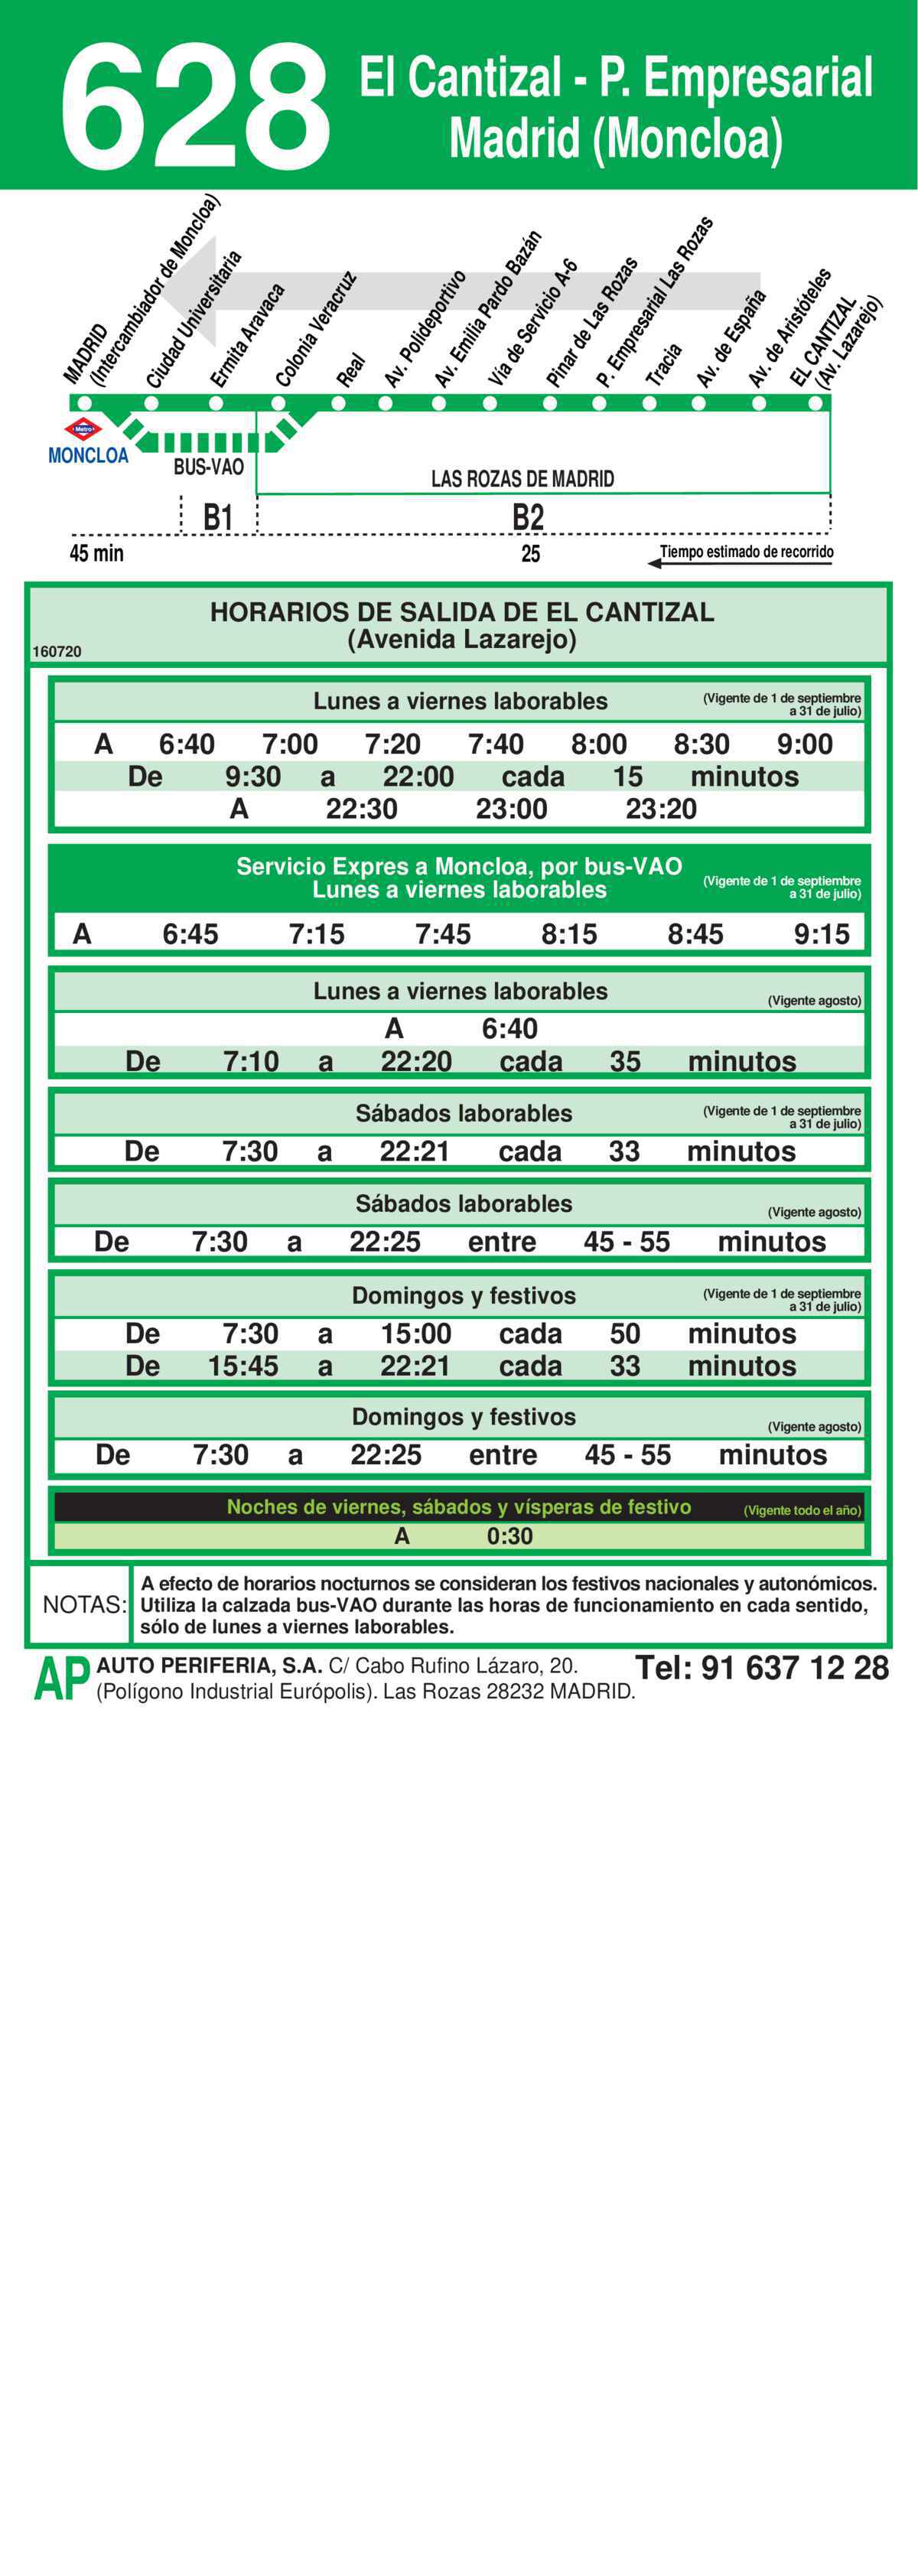 628
El Cantizal - P. Empresarial
Madrid (Moncloa)
MADRID
(Intercambiador de Moncloa)
Ciudad Universitaria
Ermita Aravaca
Colonia Veracruz
Real
Av. Polideportivo
Av. Emilia Pardo Bazán
Vía de Servicio A-6
Pinar de Las Rozas
P. Empresarial Las Rozas
Tracia
Av. de España
Av. de Aristóteles
EL CANTIZAL
(Av. Lazarejo)
Metro
MONCLOA
BUS-VAO
LAS ROZAS DE MADRID
B1 B2
45 min 25 Tiempo estimado de recorrido
HORARIOS DE SALIDA DE EL CANTIZAL
(Avenida Lazarejo)
160720
Lunes a viernes laborables (Vigente de 1 de septiembre
a 31 de julio)
A 6:40 7:00 7:20 7:40 8:00 8:30 9:00
De 9:30 a 22:00 cada 15 minutos
A 22:30 23:00 23:20
Servicio Expres a Moncloa, por bus-VAO
Lunes a viernes laborables (Vigente de 1 de septiembre
a 31 de julio)
A 6:45 7:15 7:45 8:15 8:45 9:15
Lunes a viernes laborables (Vigente agosto)
A 6:40
De 7:10 a 22:20 cada 35 minutos
Sábados laborables (Vigente de 1 de septiembre
a 31 de julio)
De 7:30 a 22:21 cada 33 minutos
Sábados laborables (Vigente agosto)
De 7:30 a 22:25 entre 45 - 55 minutos
Domingos y festivos (Vigente de 1 de septiembre
a 31 de julio)
De 7:30 a 15:00 cada 50 minutos
De 15:45 a 22:21 cada 33 minutos
Domingos y festivos (Vigente agosto)
De 7:30 a 22:25 entre 45 - 55 minutos
Noches de viernes, sábados y vísperas de festivo (Vigente todo el año)
A 0:30
NOTAS:
A efecto de horarios nocturnos se consideran los festivos nacionales y autonómicos.
Utiliza la calzada bus-VAO durante las horas de funcionamiento en cada sentido,
sólo de lunes a viernes laborables.
AP AUTO PERIFERIA, S.A. C/ Cabo Rufino Lázaro, 20. Tel: 91 637 12 28
(Polígono Industrial Európolis). Las Rozas 28232 MADRID.